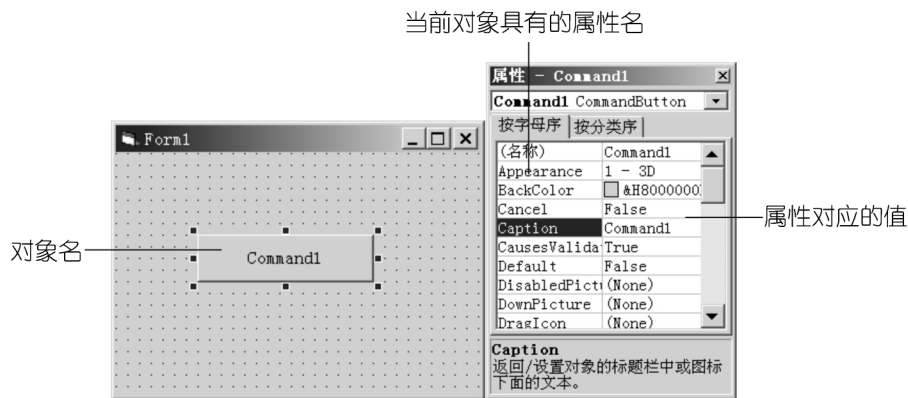 当前对象具有的属性名
属性 - Command1
Command1 CommandButton
按字母序 按分类序
(名称) Command1
Appearance 1 - 3D
BackColor &H8000000
Cancel False
Caption Command1
CausesValida True
Default False
DisabledPict (None)
DownPicture (None)
DragIcon (None)
Caption
返回/设置对象的标题栏中或图标
下面的文本。
属性对应的值
Form1
对象名
Command1